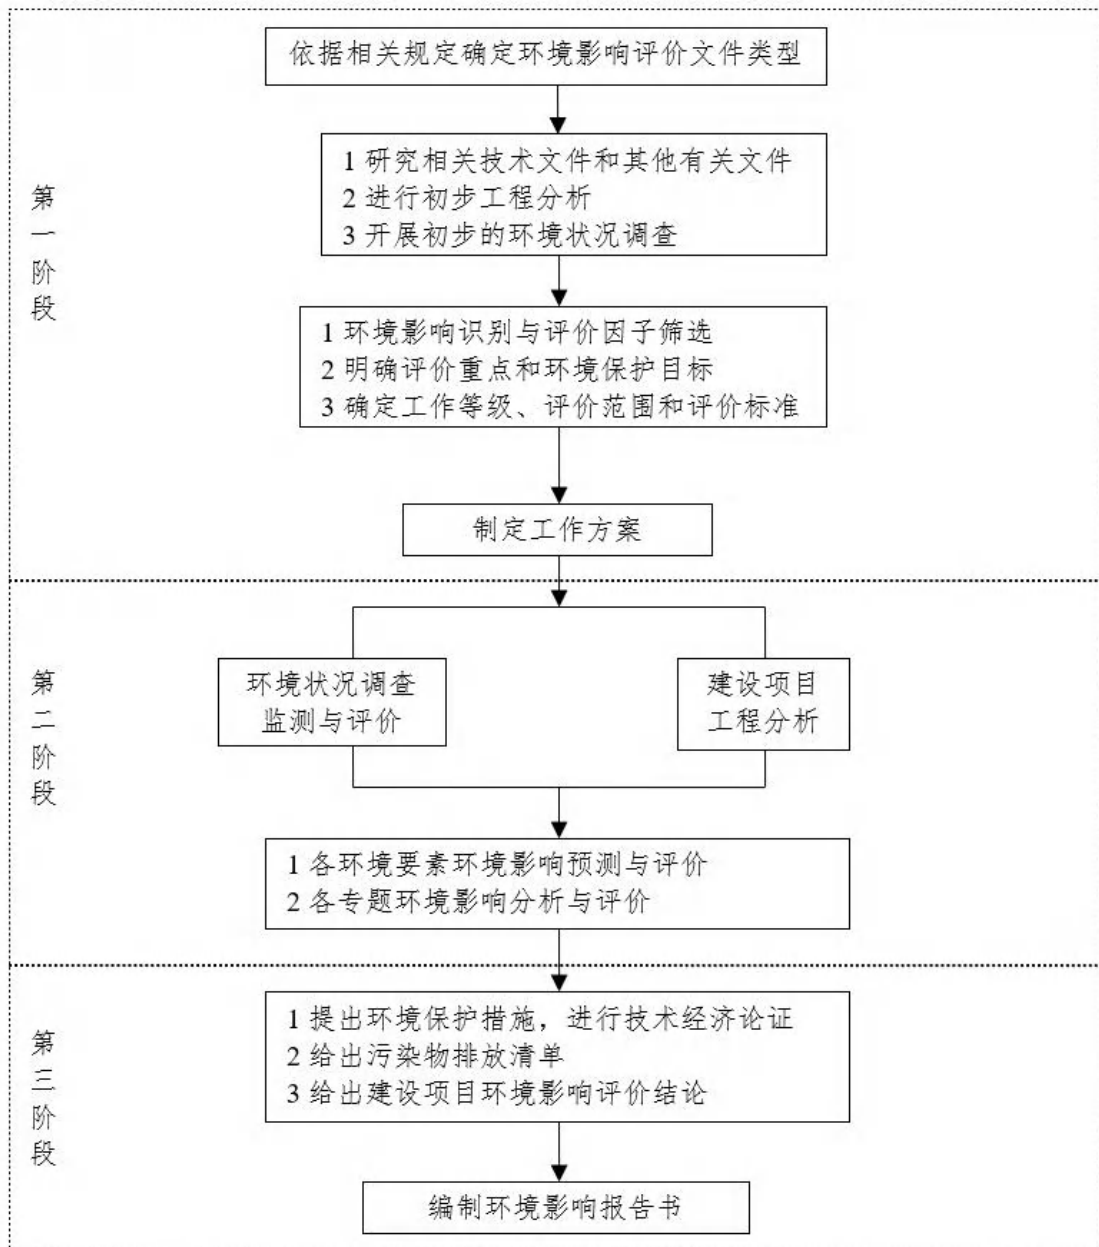 依据相关规定确定环境影响评价文件类型
第一阶段
1 研究相关技术文件和其他有关文件
2 进行初步工程分析
3 开展初步的环境状况调查
1 环境影响识别与评价因子筛选
2 明确评价重点和环境保护目标
3 确定工作等级、评价范围和评价标准
制定工作方案
第二阶段
环境状况调查
监测与评价
建设项目
工程分析
1 各环境要素环境影响预测与评价
2 各专题环境影响分析与评价
第三阶段
1 提出环境保护措施，进行技术经济论证
2 给出污染物排放清单
3 给出建设项目环境影响评价结论
编制环境影响报告书